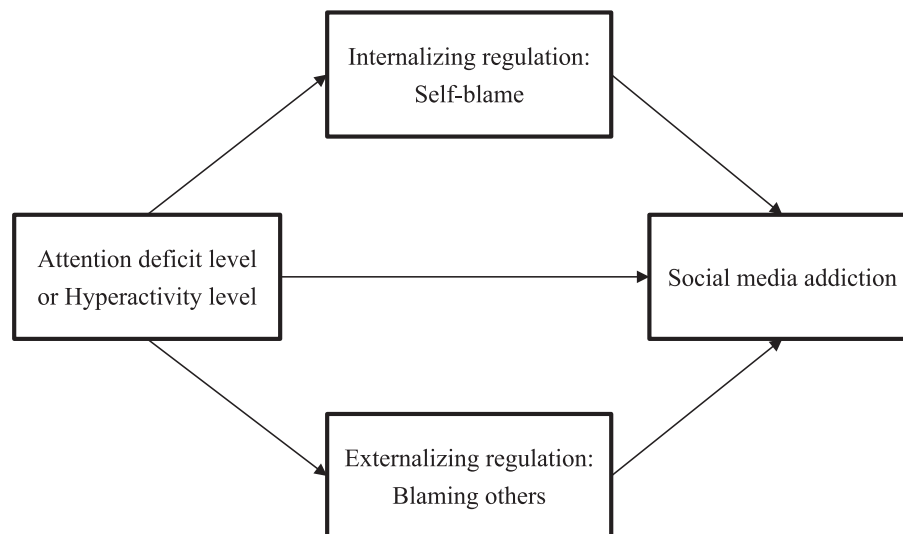 Internalizing regulation:
Self-blame
Attention deficit level
or Hyperactivity level
Social media addiction
Externalizing regulation:
Blaming others